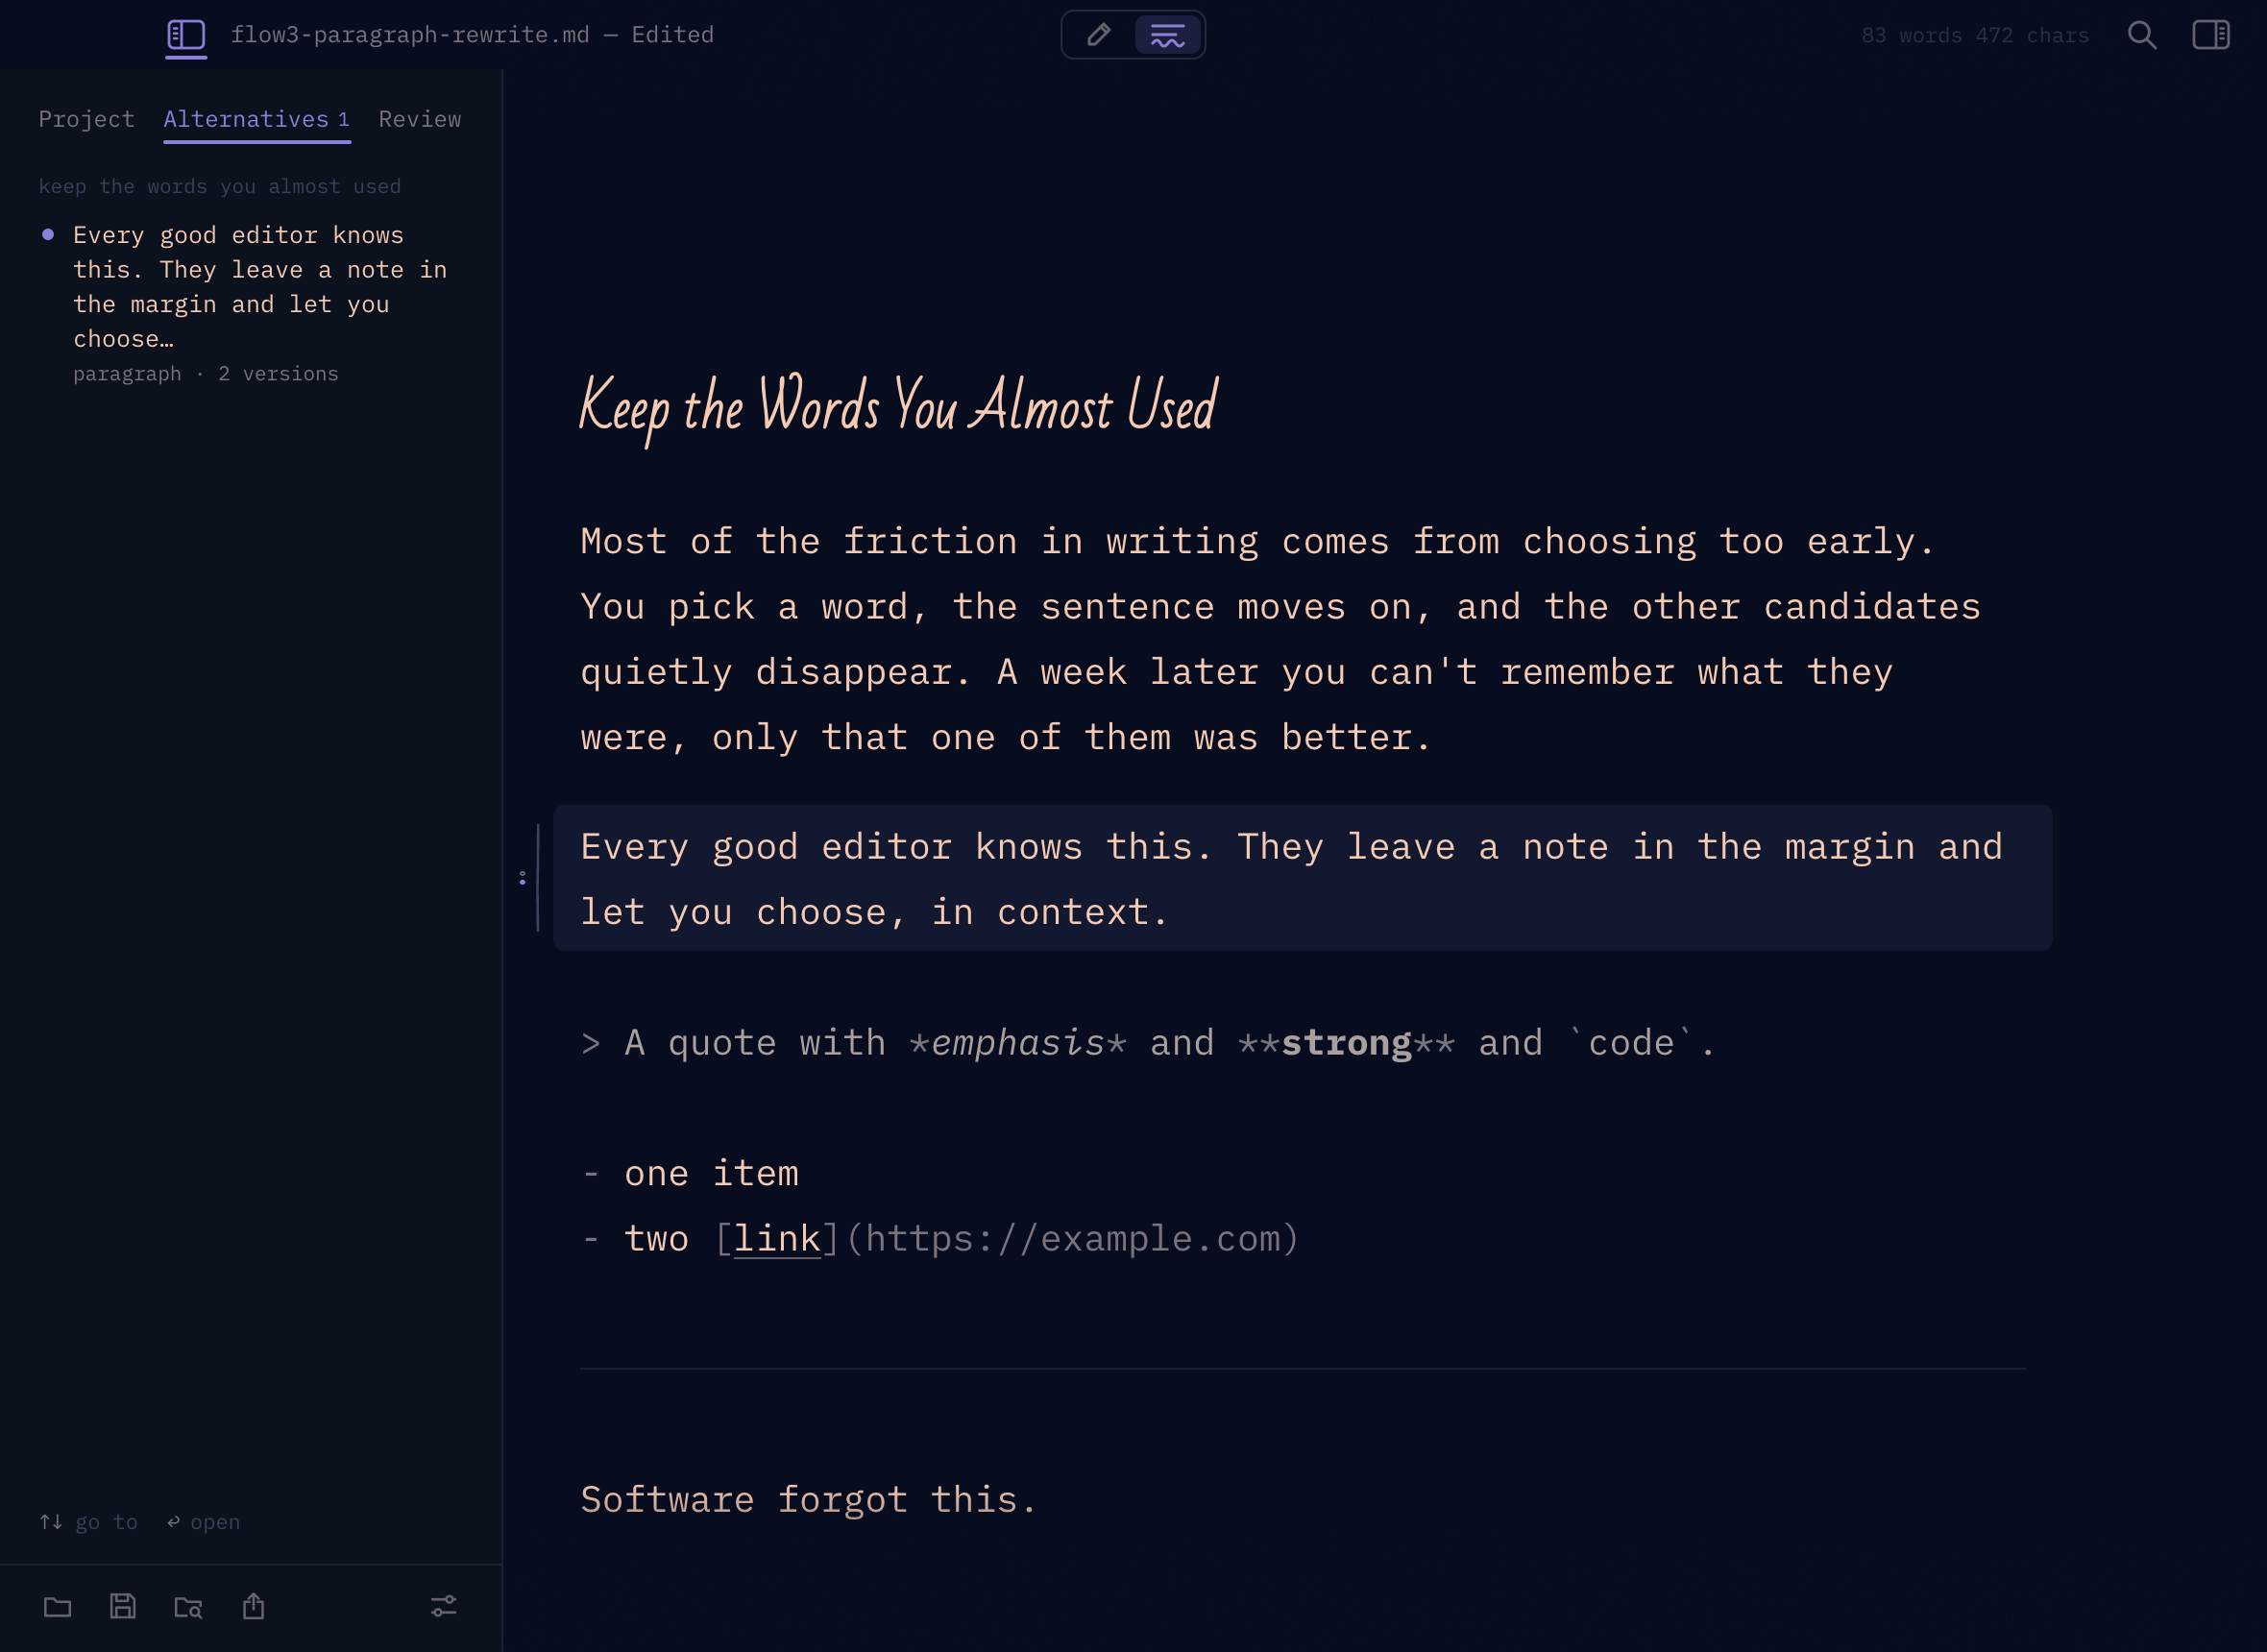 flow3-paragraph-rewrite.md — Edited
83 words 472 chars
Project Alternatives 1 Review
keep the words you almost used
Every good editor knows
this. They leave a note in
the margin and let you
choose…
paragraph · 2 versions
↑↓ go to ↩ open
Keep the Words You Almost Used
Most of the friction in writing comes from choosing too early.
You pick a word, the sentence moves on, and the other candidates
quietly disappear. A week later you can't remember what they
were, only that one of them was better.
Every good editor knows this. They leave a note in the margin and
let you choose, in context.
> A quote with *emphasis* and **strong** and `code`.
- one item
- two [link](https://example.com)
Software forgot this.